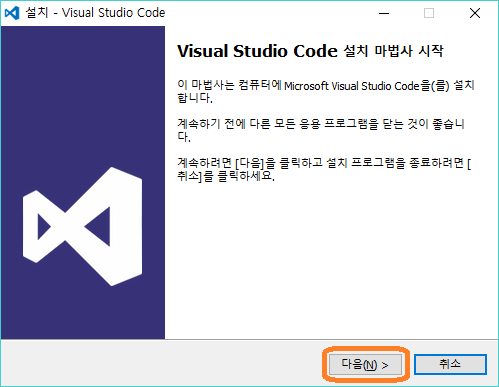 설치 - Visual Studio Code
Visual Studio Code 설치 마법사 시작
이 마법사는 컴퓨터에 Microsoft Visual Studio Code을(를) 설치
합니다.
계속하기 전에 다른 모든 응용 프로그램을 닫는 것이 좋습니
다.
계속하려면 [다음]을 클릭하고 설치 프로그램을 종료하려면 [
취소]를 클릭하세요.
다음(N) >
취소